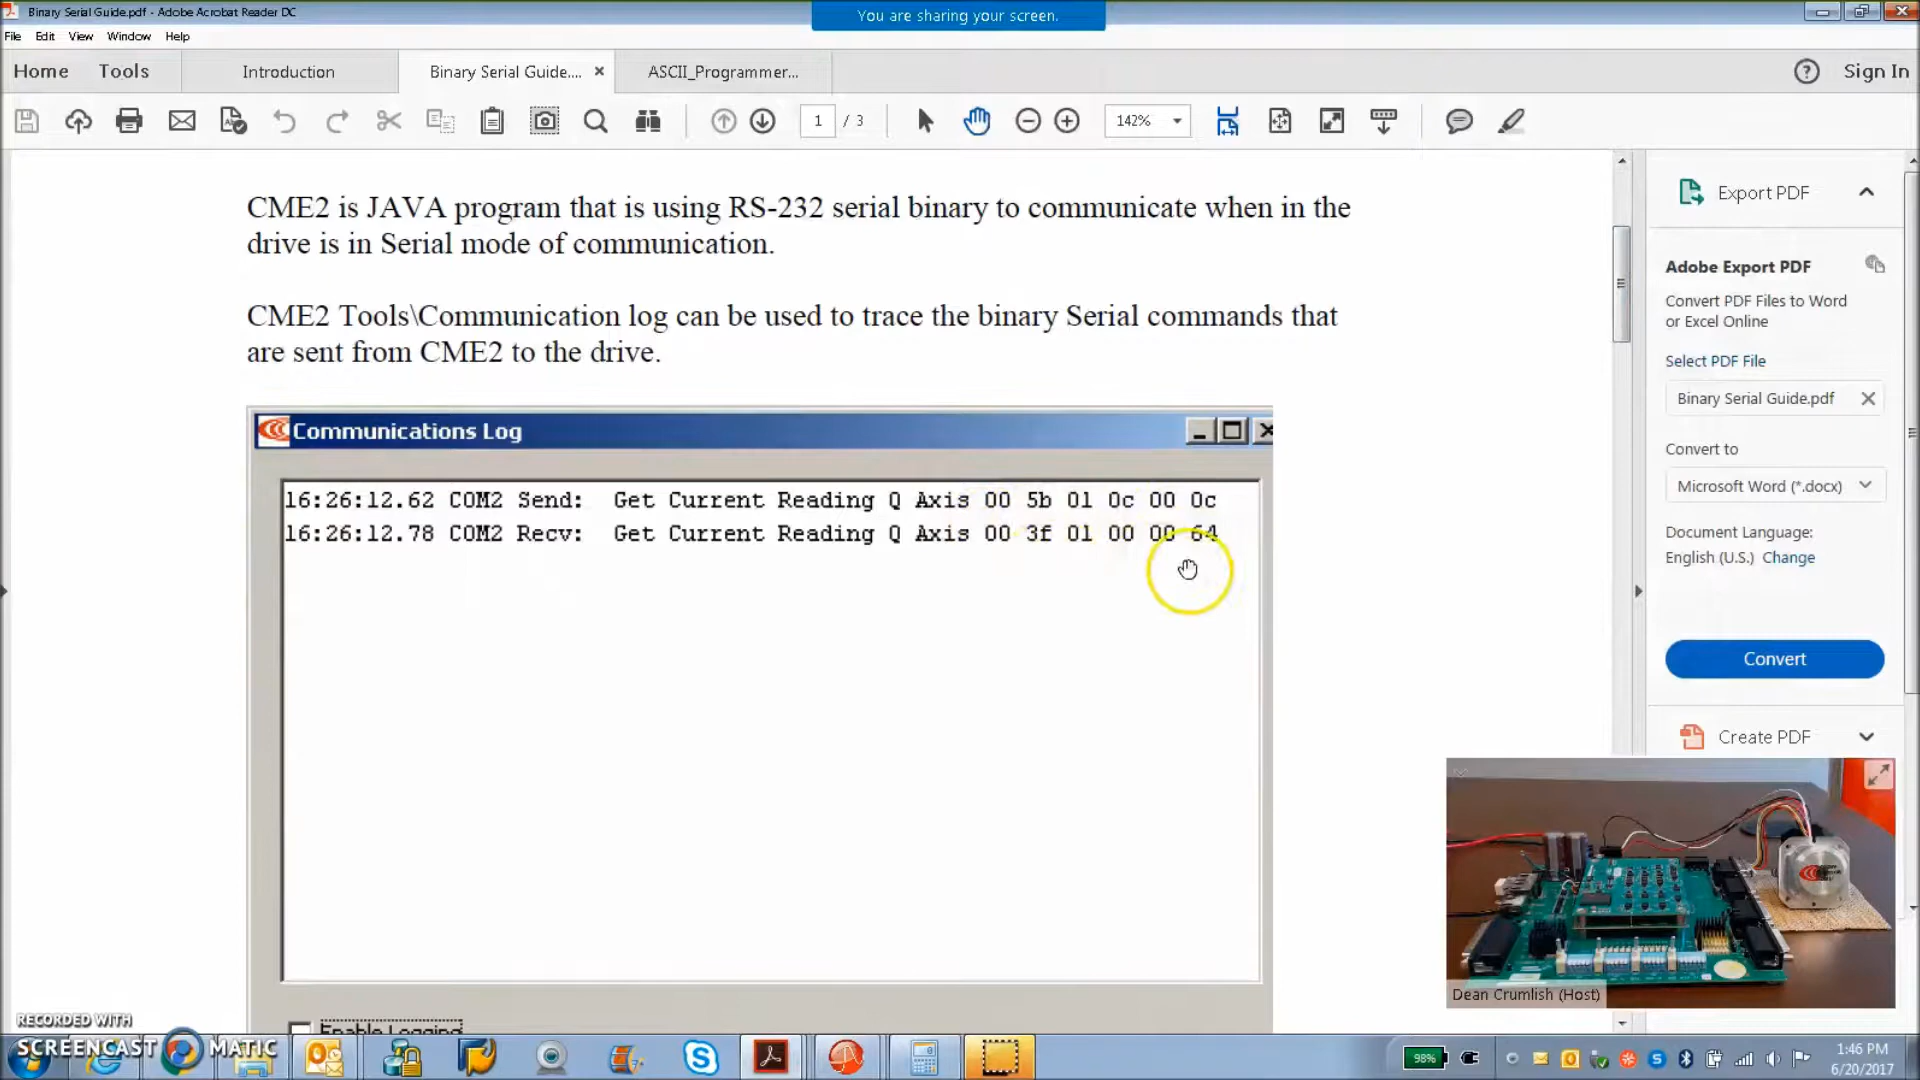 Binary Serial Guide.pdf - Adobe Acrobat Reader DC
You are sharing your screen.
File Edit View Window Help
Home Tools Introduction Binary Serial Guide.... × ASCII_Programmer... Sign In
1 / 3 142%
CME2 is JAVA program that is using RS-232 serial binary to communicate when in the
drive is in Serial mode of communication.
CME2 Tools\Communication log can be used to trace the binary Serial commands that
are sent from CME2 to the drive.
Communications Log
16:26:12.62 COM2 Send: Get Current Reading Q Axis 00 5b 01 0c 00 0c
16:26:12.78 COM2 Recv: Get Current Reading Q Axis 00 3f 01 00 00 64
Enable Logging
Export PDF
Adobe Export PDF
Convert PDF Files to Word
or Excel Online
Select PDF File
Binary Serial Guide.pdf
Convert to
Microsoft Word (*.docx)
Document Language:
English (U.S.) Change
Convert
Create PDF
Dean Crumlish (Host)
RECORDED WITH
SCREENCAST MATIC
98%
1:46 PM
6/20/2017